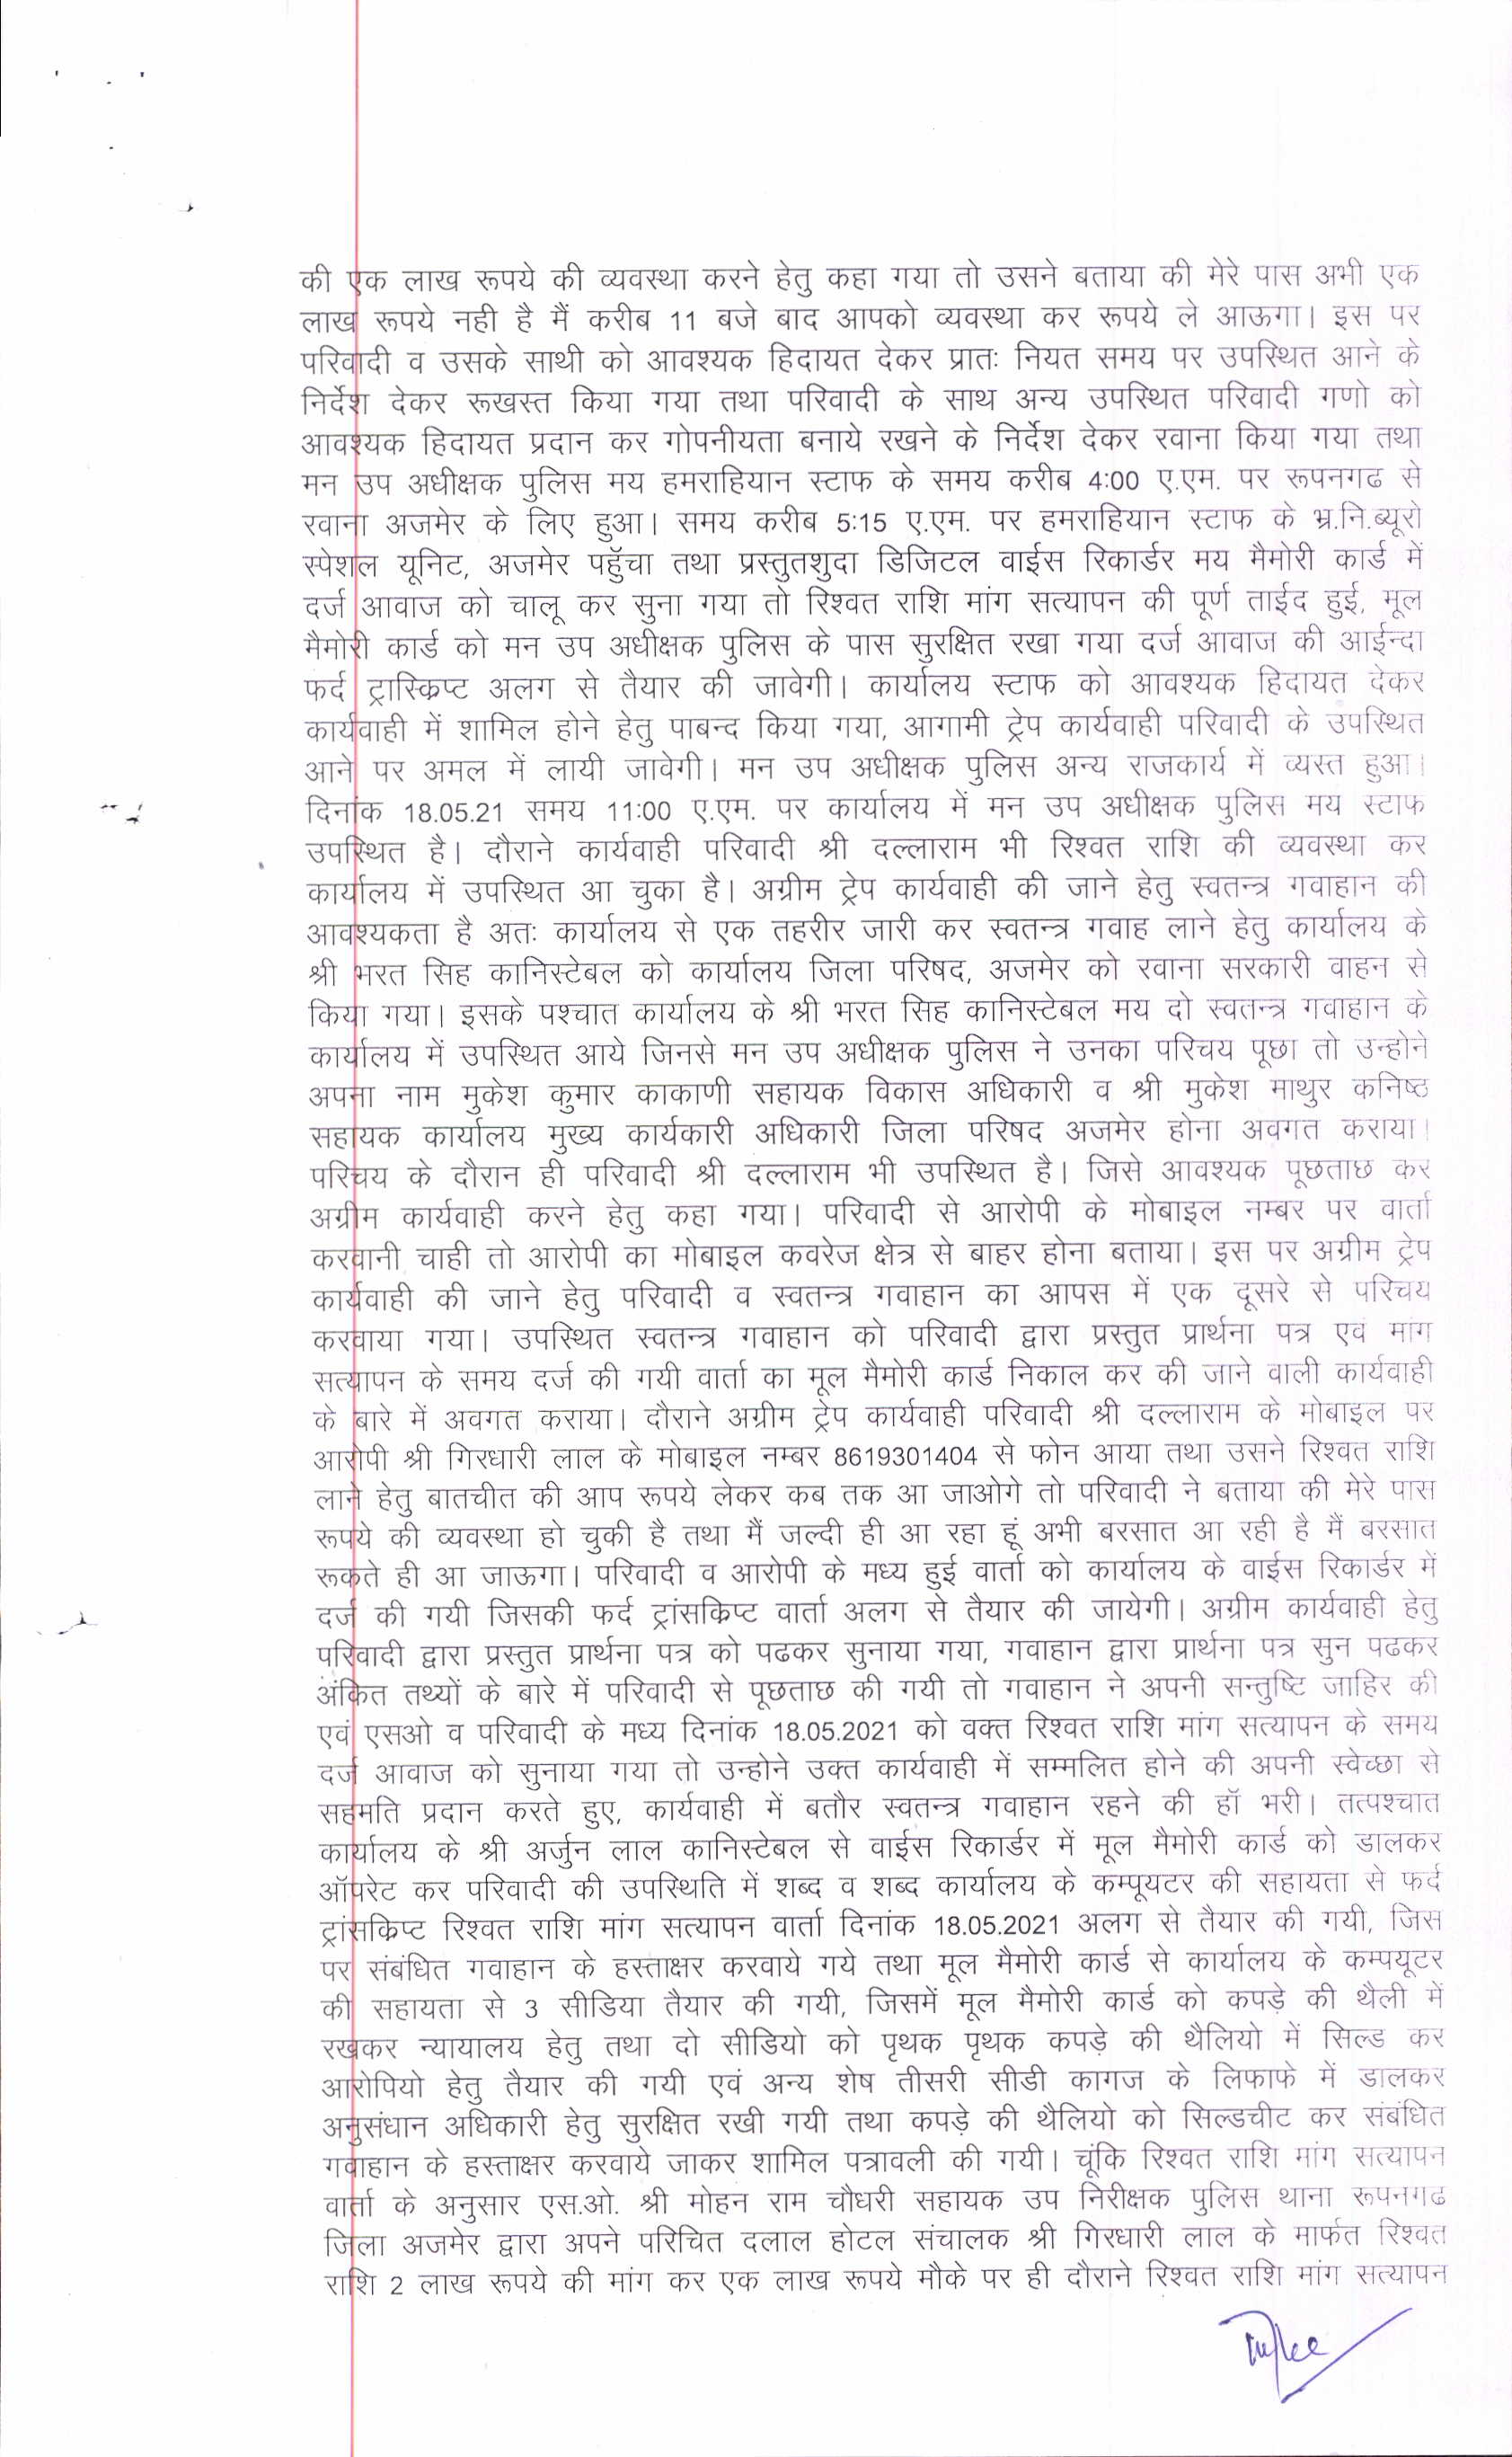 की एक लाख रूपये की व्यवस्था करने हेतु कहा गया तो उसने बताया की मेरे पास अभी एक
लाख रूपये नही है मैं करीब 11 बजे बाद आपको व्यवस्था कर रूपये ले आऊगा। इस पर
परिवादी व उसके साथी को आवश्यक हिदायत देकर प्रातः नियत समय पर उपस्थित आने के
निर्देश देकर रूखस्त किया गया तथा परिवादी के साथ अन्य उपस्थित परिवादी गणो को
आवश्यक हिदायत प्रदान कर गोपनीयता बनाये रखने के निर्देश देकर रवाना किया गया तथा
मन उप अधीक्षक पुलिस मय हमराहियान स्टाफ के समय करीब 4:00 ए.एम. पर रूपनगढ से
रवाना अजमेर के लिए हुआ। समय करीब 5:15 ए.एम. पर हमराहियान स्टाफ के भ्र.नि.ब्यूरो
स्पेशल यूनिट, अजमेर पहुॅचा तथा प्रस्तुतशुदा डिजिटल वाईस रिकार्डर मय मैमोरी कार्ड में
दर्ज आवाज को चालू कर सुना गया तो रिश्वत राशि मांग सत्यापन की पूर्ण ताईद हुई, मूल
मैमोरी कार्ड को मन उप अधीक्षक पुलिस के पास सुरक्षित रखा गया दर्ज आवाज की आईन्दा
फर्द ट्रास्क्रिप्ट अलग से तैयार की जावेगी। कार्यालय स्टाफ को आवश्यक हिदायत देकर
कार्यवाही में शामिल होने हेतु पाबन्द किया गया, आगामी ट्रेप कार्यवाही परिवादी के उपस्थित
आने पर अमल में लायी जावेगी। मन उप अधीक्षक पुलिस अन्य राजकार्य में व्यस्त हुआ।
दिनांक 18.05.21 समय 11:00 ए.एम. पर कार्यालय में मन उप अधीक्षक पुलिस मय स्टाफ
उपस्थित है। दौराने कार्यवाही परिवादी श्री दल्लाराम भी रिश्वत राशि की व्यवस्था कर
कार्यालय में उपस्थित आ चुका है। अग्रीम ट्रेप कार्यवाही की जाने हेतु स्वतन्त्र गवाहान की
आवश्यकता है अतः कार्यालय से एक तहरीर जारी कर स्वतन्त्र गवाह लाने हेतु कार्यालय के
श्री भरत सिह कानिस्टेबल को कार्यालय जिला परिषद, अजमेर को रवाना सरकारी वाहन से
किया गया। इसके पश्चात कार्यालय के श्री भरत सिह कानिस्टेबल मय दो स्वतन्त्र गवाहान के
कार्यालय में उपस्थित आये जिनसे मन उप अधीक्षक पुलिस ने उनका परिचय पूछा तो उन्होने
अपना नाम मुकेश कुमार काकाणी सहायक विकास अधिकारी व श्री मुकेश माथुर कनिष्ठ
सहायक कार्यालय मुख्य कार्यकारी अधिकारी जिला परिषद अजमेर होना अवगत कराया।
परिचय के दौरान ही परिवादी श्री दल्लाराम भी उपस्थित है। जिसे आवश्यक पूछताछ कर
अग्रीम कार्यवाही करने हेतु कहा गया। परिवादी से आरोपी के मोबाइल नम्बर पर वार्ता
करवानी चाही तो आरोपी का मोबाइल कवरेज क्षेत्र से बाहर होना बताया। इस पर अग्रीम ट्रेप
कार्यवाही की जाने हेतु परिवादी व स्वतन्त्र गवाहान का आपस में एक दूसरे से परिचय
करवाया गया। उपस्थित स्वतन्त्र गवाहान को परिवादी द्वारा प्रस्तुत प्रार्थना पत्र एवं मांग
सत्यापन के समय दर्ज की गयी वार्ता का मूल मैमोरी कार्ड निकाल कर की जाने वाली कार्यवाही
के बारे में अवगत कराया। दौराने अग्रीम ट्रेप कार्यवाही परिवादी श्री दल्लाराम के मोबाइल पर
आरोपी श्री गिरधारी लाल के मोबाइल नम्बर 8619301404 से फोन आया तथा उसने रिश्वत राशि
लाने हेतु बातचीत की आप रूपये लेकर कब तक आ जाओगे तो परिवादी ने बताया की मेरे पास
रूपये की व्यवस्था हो चुकी है तथा मैं जल्दी ही आ रहा हूं अभी बरसात आ रही है मैं बरसात
रूकते ही आ जाऊगा। परिवादी व आरोपी के मध्य हुई वार्ता को कार्यालय के वाईस रिकार्डर में
दर्ज की गयी जिसकी फर्द ट्रांसकिप्ट वार्ता अलग से तैयार की जायेगी। अग्रीम कार्यवाही हेतु
परिवादी द्वारा प्रस्तुत प्रार्थना पत्र को पढकर सुनाया गया, गवाहान द्वारा प्रार्थना पत्र सुन पढकर
अंकित तथ्यों के बारे में परिवादी से पूछताछ की गयी तो गवाहान ने अपनी सन्तुष्टि जाहिर की
एवं एसओ व परिवादी के मध्य दिनांक 18.05.2021 को वक्त रिश्वत राशि मांग सत्यापन के समय
दर्ज आवाज को सुनाया गया तो उन्होने उक्त कार्यवाही में सम्मलित होने की अपनी स्वेच्छा से
सहमति प्रदान करते हुए, कार्यवाही में बतौर स्वतन्त्र गवाहान रहने की हॉ भरी। तत्पश्चात
कार्यालय के श्री अर्जुन लाल कानिस्टेबल से वाईस रिकार्डर में मूल मैमोरी कार्ड को डालकर
ऑपरेट कर परिवादी की उपस्थिति में शब्द व शब्द कार्यालय के कम्पूयटर की सहायता से फर्द
ट्रांसकिप्ट रिश्वत राशि मांग सत्यापन वार्ता दिनांक 18.05.2021 अलग से तैयार की गयी, जिस
पर संबंधित गवाहान के हस्ताक्षर करवाये गये तथा मूल मैमोरी कार्ड से कार्यालय के कम्पयूटर
की सहायता से 3 सीडिया तैयार की गयी, जिसमें मूल मैमोरी कार्ड को कपड़े की थैली में
रखकर न्यायालय हेतु तथा दो सीडियो को पृथक पृथक कपड़े की थैलियो में सिल्ड कर
आरोपियो हेतु तैयार की गयी एवं अन्य शेष तीसरी सीडी कागज के लिफाफे में डालकर
अनुसंधान अधिकारी हेतु सुरक्षित रखी गयी तथा कपड़े की थैलियो को सिल्डचीट कर संबंधित
गवाहान के हस्ताक्षर करवाये जाकर शामिल पत्रावली की गयी। चूंकि रिश्वत राशि मांग सत्यापन
वार्ता के अनुसार एस.ओ. श्री मोहन राम चौधरी सहायक उप निरीक्षक पुलिस थाना रूपनगढ
जिला अजमेर द्वारा अपने परिचित दलाल होटल संचालक श्री गिरधारी लाल के मार्फत रिश्वत
राशि 2 लाख रूपये की मांग कर एक लाख रूपये मौके पर ही दौराने रिश्वत राशि मांग सत्यापन